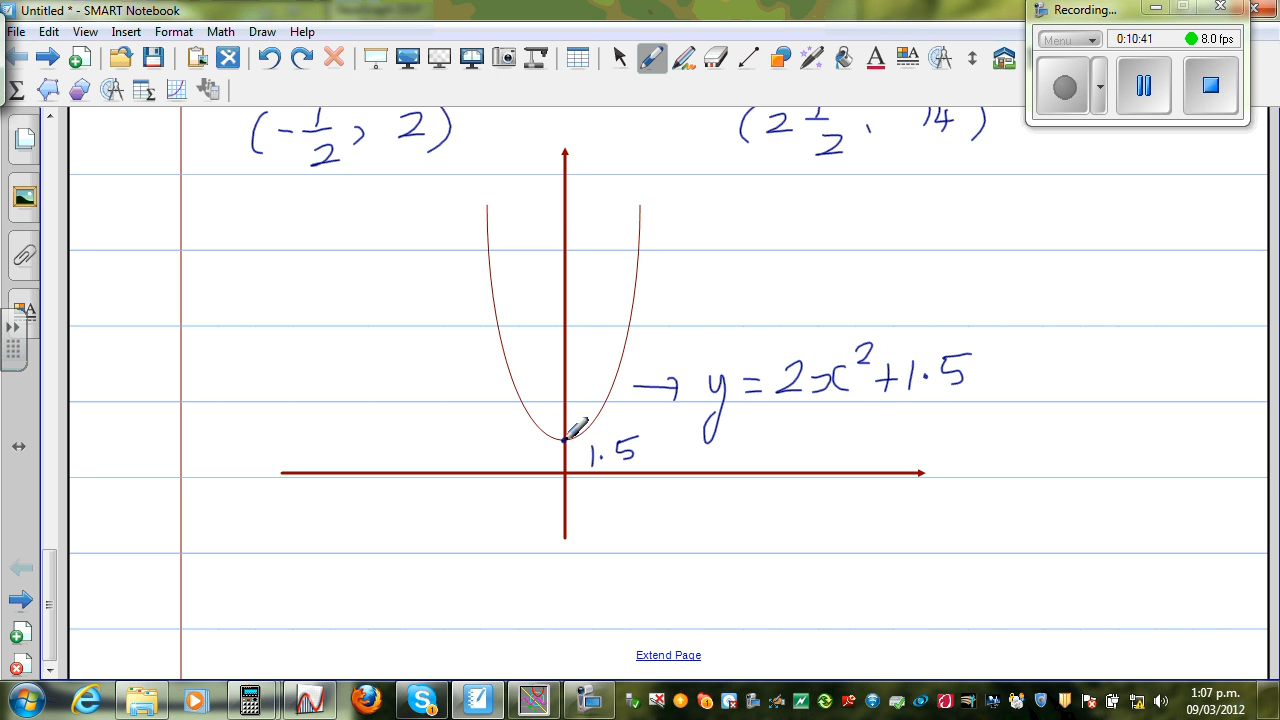 Untitled * - SMART Notebook
File Edit View Insert Format Math Draw Help
Recording...
Menu
0:10:41
8.0 fps
(-1/2, 2)
(2 1/2, 14)
y = 2x² + 1.5
1.5
Extend Page
1:07 p.m.
09/03/2012